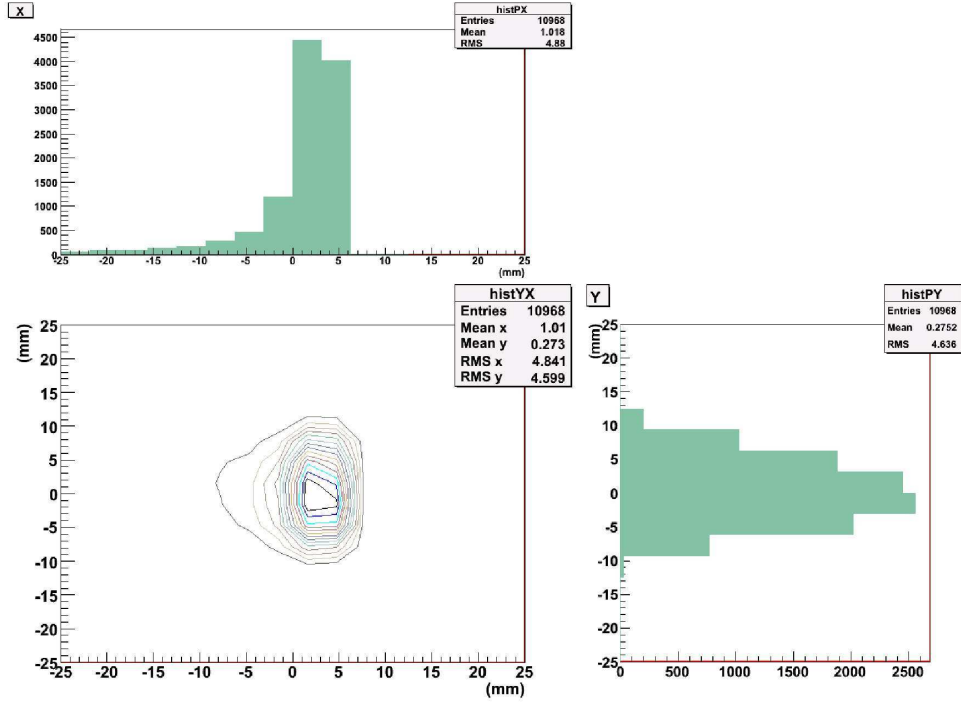 X
histPX
Entries 10968
Mean 1.018
RMS 4.88
4500
4000
3500
3000
2500
2000
1500
1000
500
0
-25 -20 -15 -10 -5 0 5 10 15 20 25
(mm)
histYX
Entries 10968
Mean x 1.01
Mean y 0.273
RMS x 4.841
RMS y 4.599
(mm)
25
20
15
10
5
0
-5
-10
-15
-20
-25
-25 -20 -15 -10 -5 0 5 10 15 20 25
(mm)
Y
histPY
Entries 10968
Mean 0.2752
RMS 4.636
(mm)
25
20
15
10
5
0
-5
-10
-15
-20
-25
0 500 1000 1500 2000 2500